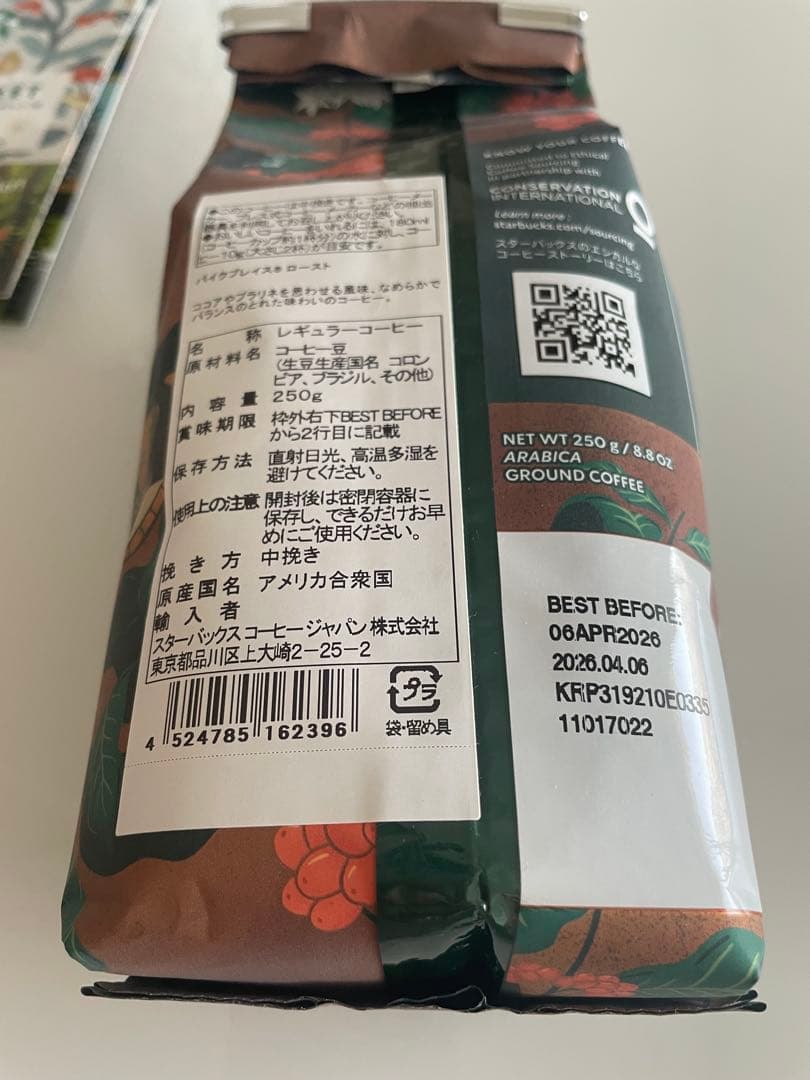 パイクプレイス® ロースト
ココアやプラリネを思わせる風味、なめらかで
バランスのとれた味わいのコーヒー。
名称 レギュラーコーヒー
原材料名 コーヒー豆
(生豆生産国名 コロン
ビア、ブラジル、その他)
内容量 250g
賞味期限 枠外右下BEST BEFORE
から2行目に記載
保存方法 直射日光、高温多湿を
避けてください。
使用上の注意 開封後は密閉容器に
保存し、できるだけお早
めにご使用ください。
挽き方 中挽き
原産国名 アメリカ合衆国
輸入者
スターバックス コーヒー ジャパン 株式会社
東京都品川区上大崎2-25-2
4 524785 162396
プラ
袋・留め具
KNOW YOUR COFFEE
Committed to Ethical
Coffee Sourcing
in partnership with
CONSERVATION
INTERNATIONAL
Learn more:
starbucks.com/sourcing
スターバックスのエシカルな
コーヒーストーリーはこちら
NET WT 250 g / 8.8 OZ
ARABICA
GROUND COFFEE
BEST BEFORE:
06APR2026
2026.04.06
KRP319210E0335
11017022